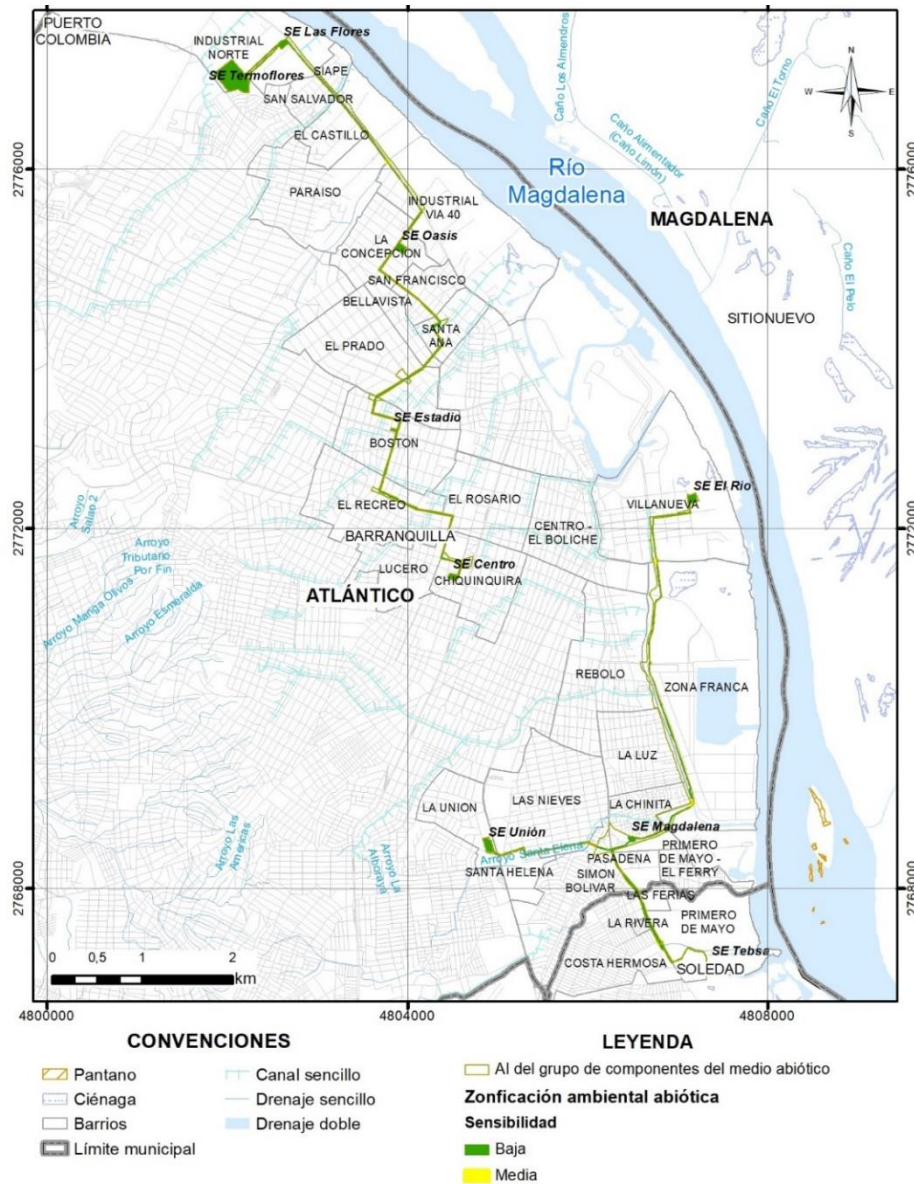 PUERTO
COLOMBIA
INDUSTRIAL
NORTE
SE Las Flores
SE Termoflores
SIAPE
SAN SALVADOR
EL CASTILLO
PARAISO
INDUSTRIAL
VIA 40
LA
CONCEPCION
SE Oasis
SAN FRANCISCO
BELLAVISTA
SANTA
ANA
EL PRADO
SE Estadio
BOSTON
EL RECREO
EL ROSARIO
BARRANQUILLA
CENTRO -
EL BOLICHE
LUCERO
SE Centro
CHIQUINQUIRA
ATLÁNTICO
VILLANUEVA
SE El Rio
REBOLO
ZONA FRANCA
LA LUZ
LA CHINITA
LA UNION
LAS NIEVES
SE Unión
Arroyo Santa Elena
SANTA HELENA
SE Magdalena
PASADENA
SIMON
BOLIVAR
PRIMERO
DE MAYO -
EL FERRY
LAS FERIAS
LA RIVERA
PRIMERO
DE MAYO
COSTA HERMOSA
SE Tebsa
SOLEDAD
Río
Magdalena
MAGDALENA
SITIONUEVO
Caño Los Almendros
Caño Alimentador
(Caño Limón)
Caño El Torno
Caño El Pelo
Arroyo
Salao 2
Arroyo
Tributario
Por Fin
Arroyo Manga Olivos
Arroyo Esmeralda
Arroyo Las
Americas
Arroyo La
Alboraya
N
W
E
S
2776000
2776000
2772000
2772000
2768000
2768000
0 0,5 1 2
km
4800000
4804000
4808000
CONVENCIONES
Pantano
Ciénaga
Barrios
Límite municipal
Canal sencillo
Drenaje sencillo
Drenaje doble
LEYENDA
AI del grupo de componentes del medio abiótico
Zonficación ambiental abiótica
Sensibilidad
Baja
Media